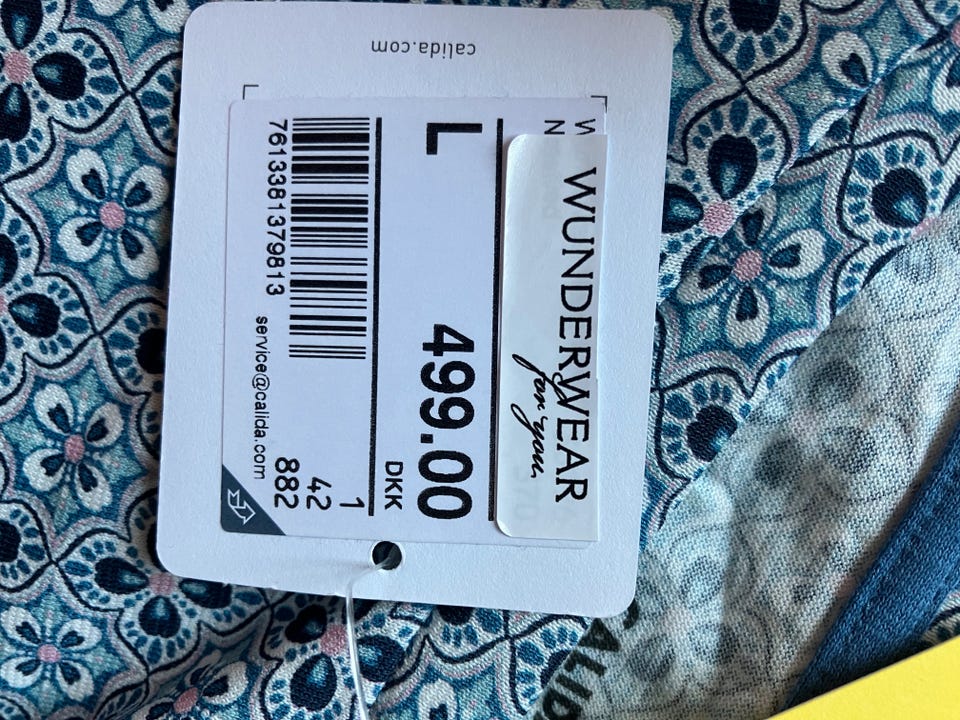 calida.com
WUNDERWEAR
for you.
L 499.00
DKK
7613381379813
1
42
882
service@calida.com
CALIDA